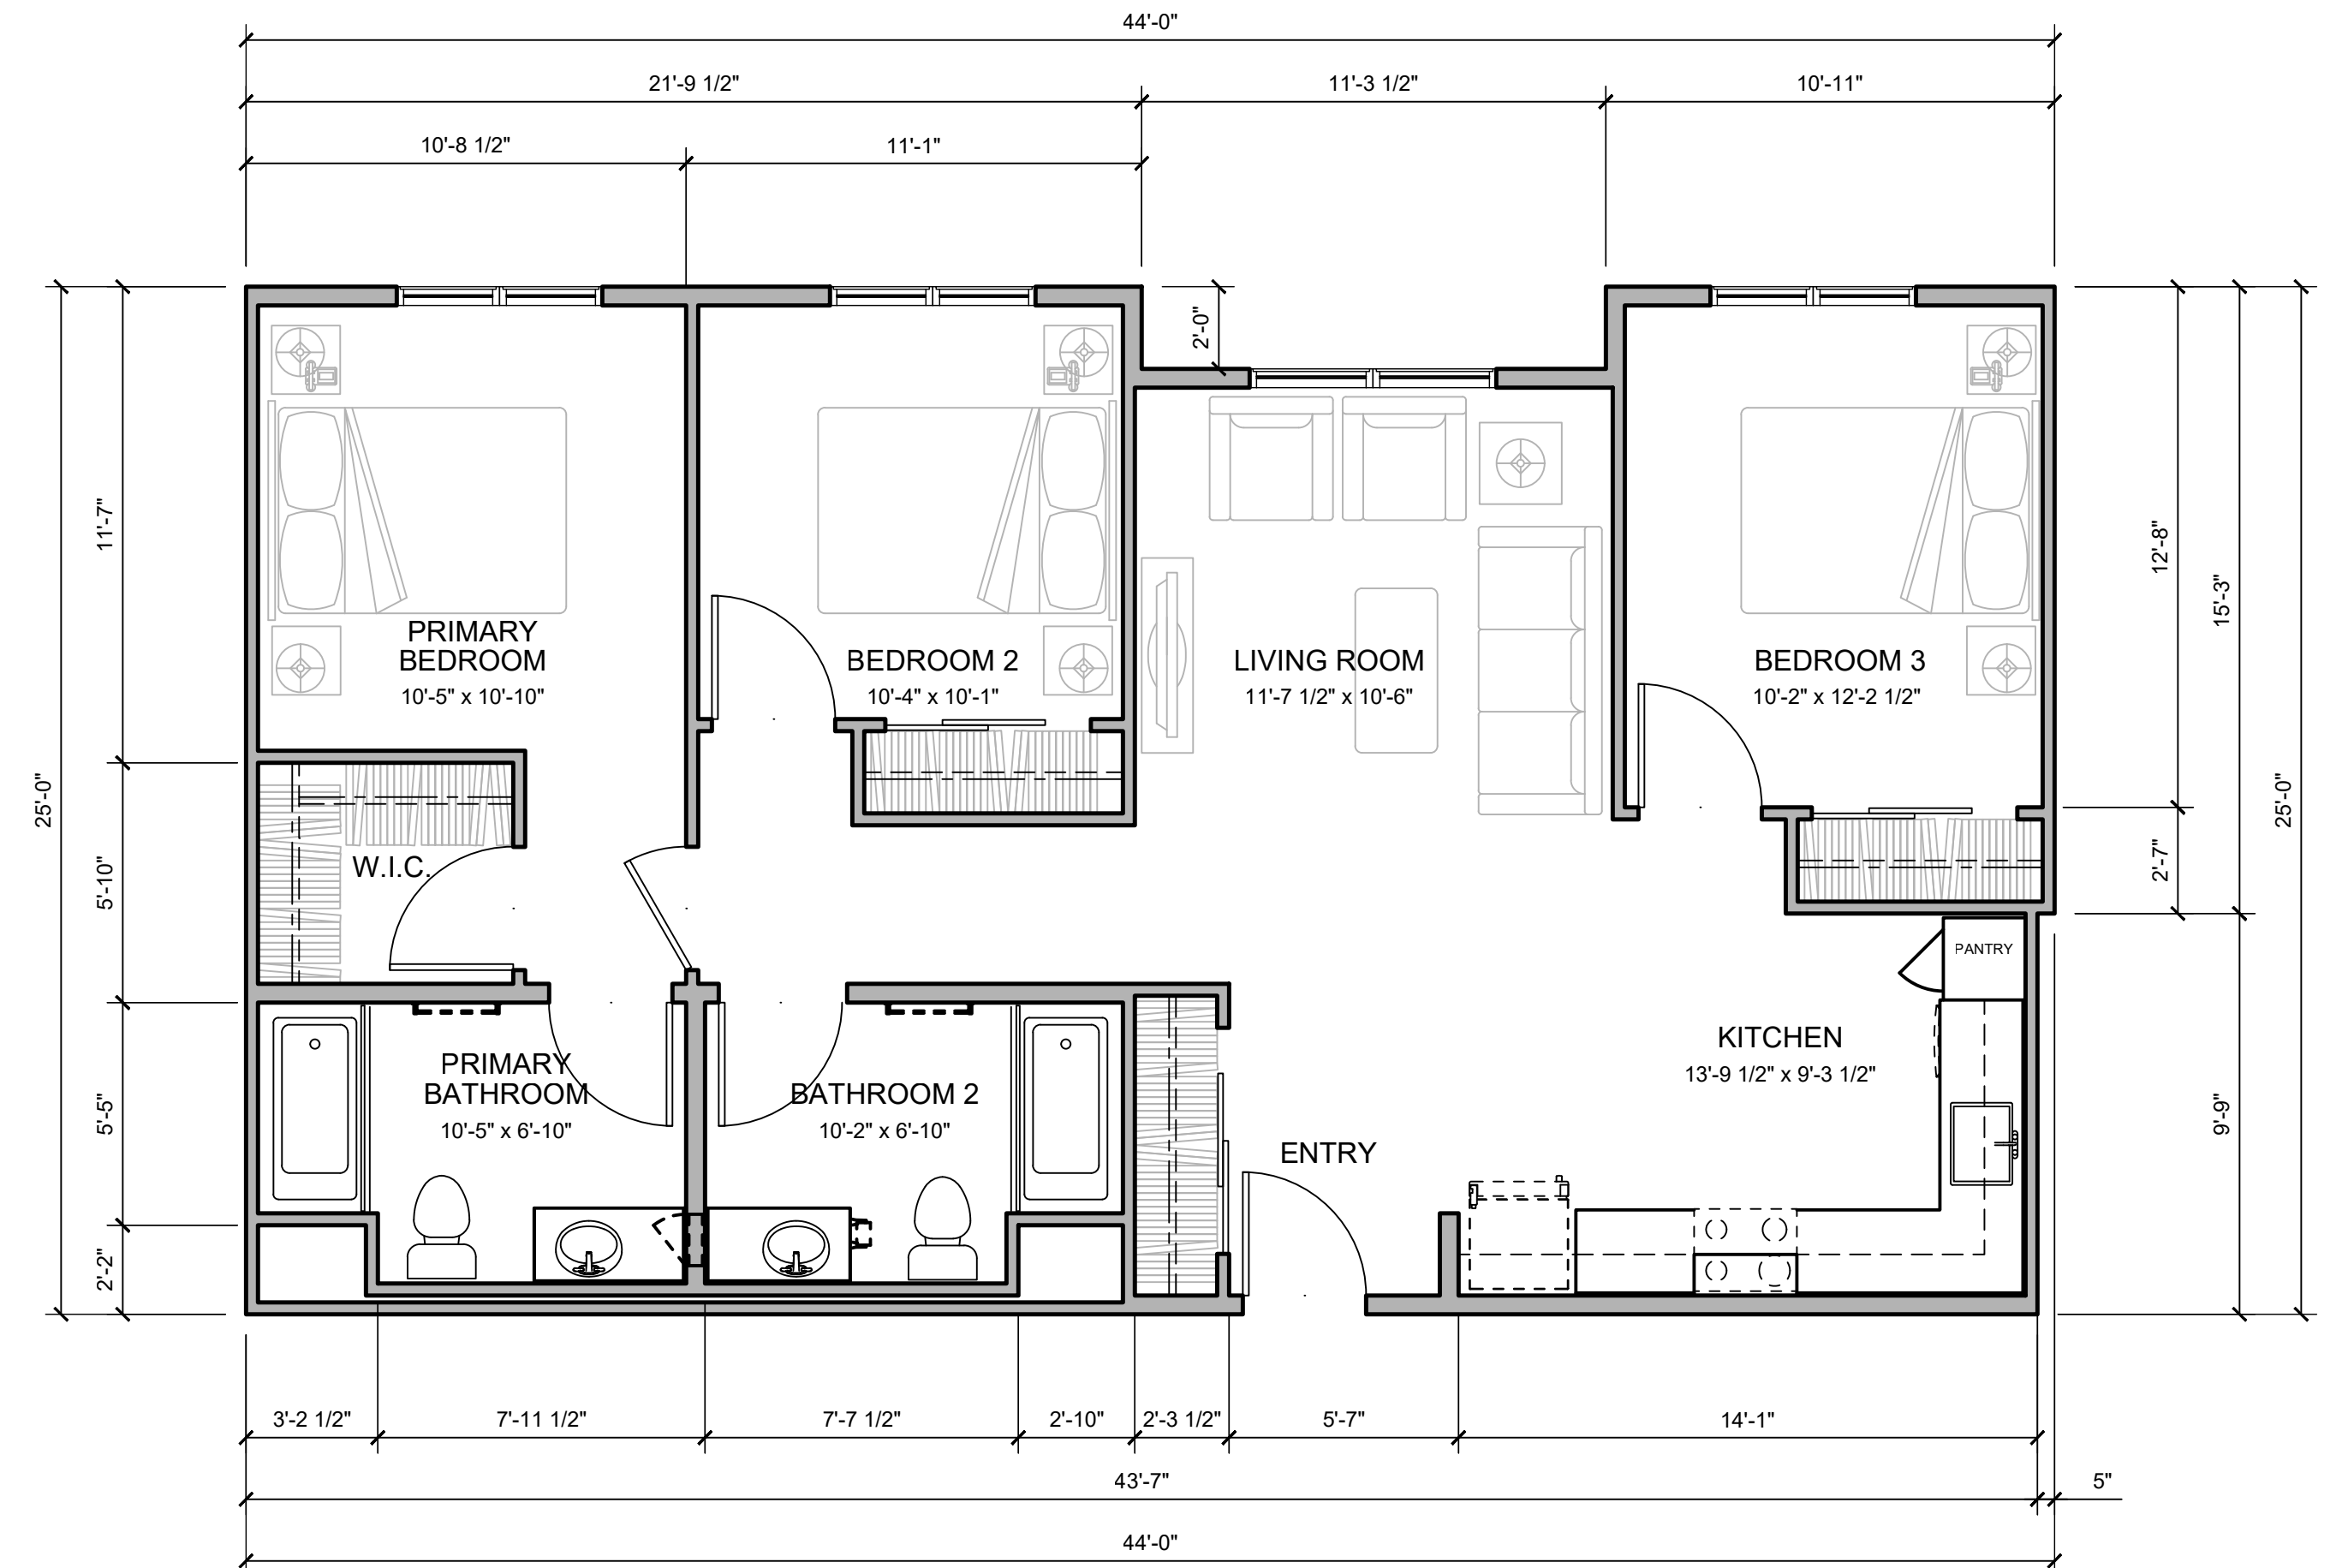 44'-0"
21'-9 1/2"
11'-3 1/2"
10'-11"
10'-8 1/2"
11'-1"
2'-0"
11'-7"
12'-8"
15'-3"
PRIMARY
BEDROOM
10'-5" x 10'-10"
BEDROOM 2
10'-4" x 10'-1"
LIVING ROOM
11'-7 1/2" x 10'-6"
BEDROOM 3
10'-2" x 12'-2 1/2"
25'-0"
25'-0"
5'-10"
W.I.C.
2'-7"
PANTRY
KITCHEN
13'-9 1/2" x 9'-3 1/2"
5'-5"
PRIMARY
BATHROOM
10'-5" x 6'-10"
BATHROOM 2
10'-2" x 6'-10"
9'-9"
ENTRY
2'-2"
3'-2 1/2"
7'-11 1/2"
7'-7 1/2"
2'-10"
2'-3 1/2"
5'-7"
14'-1"
43'-7"
5"
44'-0"